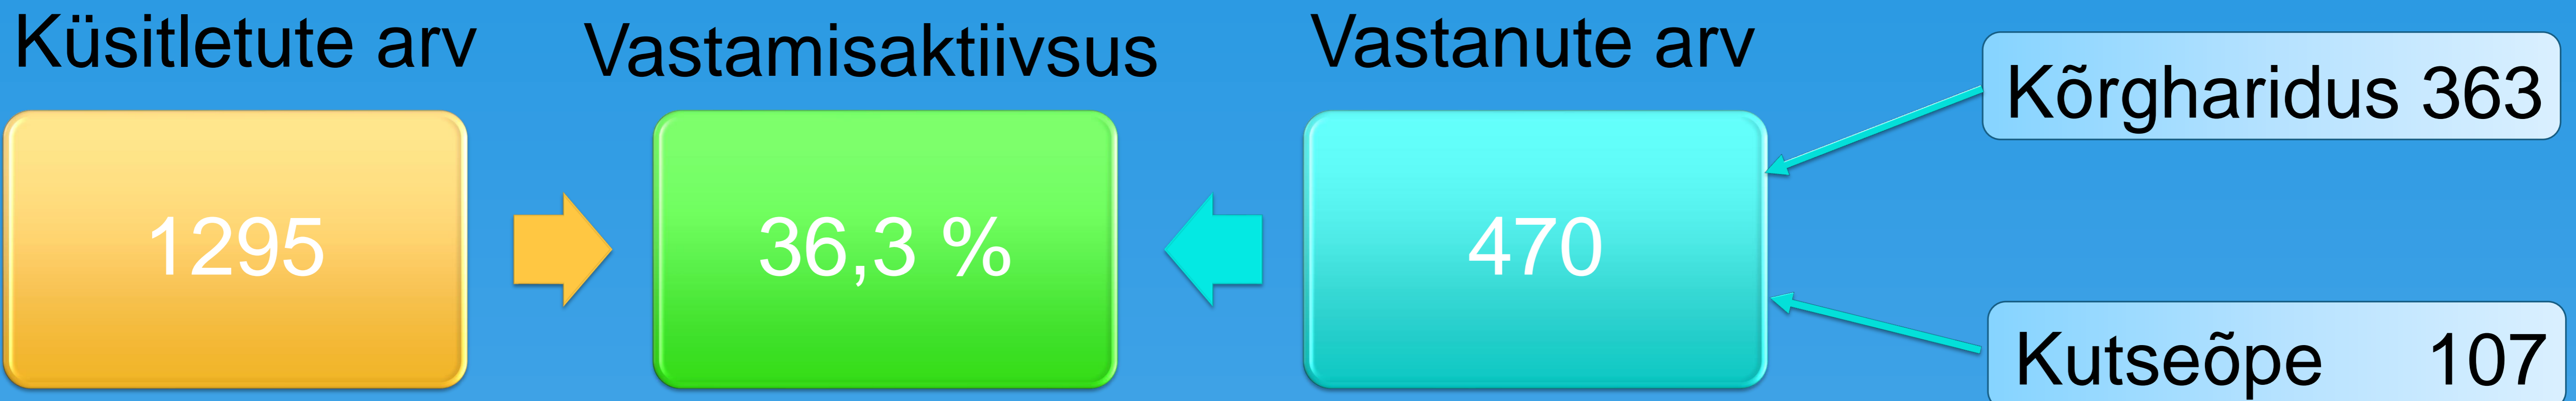 Küsitletute arv
1295
Vastamisaktiivsus
36,3 %
Vastanute arv
470
Kõrgharidus 363
Kutseõpe 107